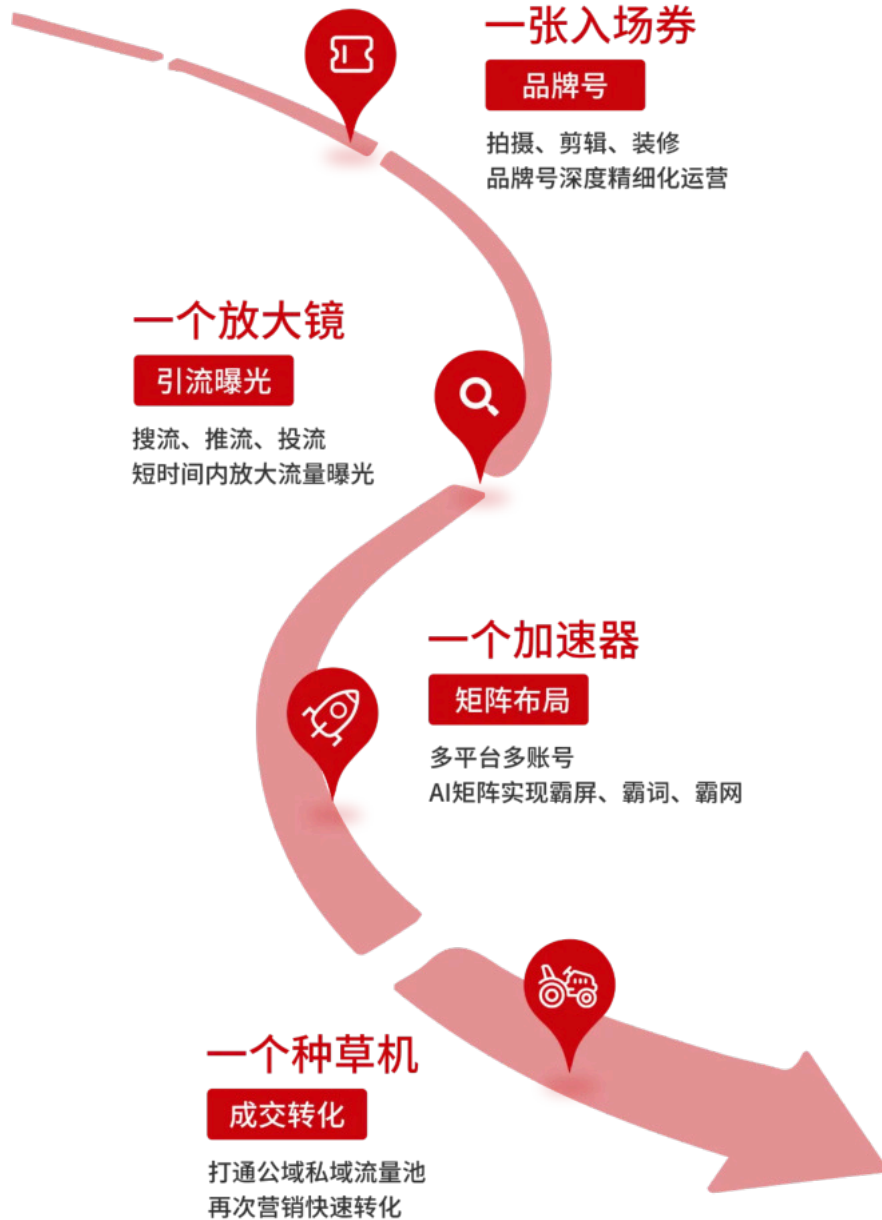 一张入场券
品牌号
拍摄、剪辑、装修
品牌号深度精细化运营
一个放大镜
引流曝光
搜流、推流、投流
短时间内放大流量曝光
一个加速器
矩阵布局
多平台多账号
AI矩阵实现霸屏、霸词、霸网
一个种草机
成交转化
打通公域私域流量池
再次营销快速转化